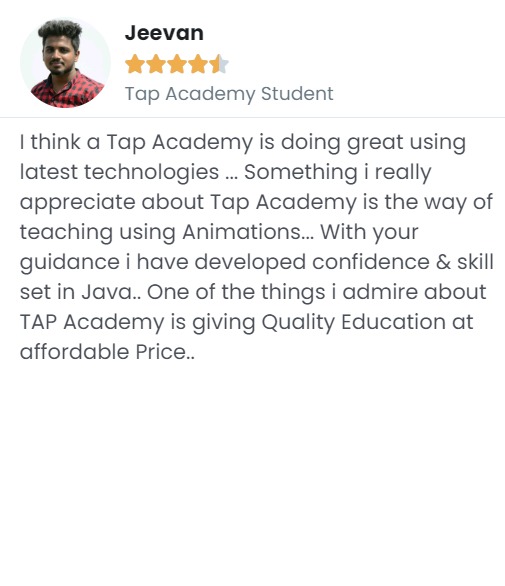 Jeevan
Tap Academy Student
I think a Tap Academy is doing great using
latest technologies ... Something i really
appreciate about Tap Academy is the way of
teaching using Animations... With your
guidance i have developed confidence & skill
set in Java.. One of the things i admire about
TAP Academy is giving Quality Education at
affordable Price..